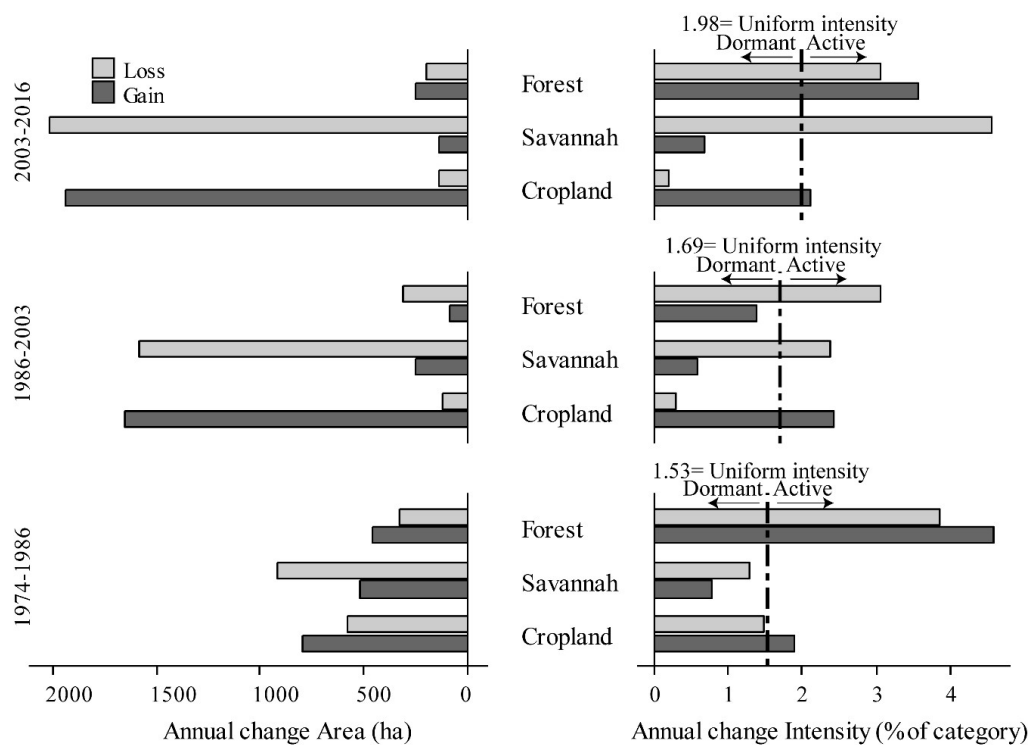 1.98= Uniform intensity
Dormant Active
Loss
Gain
2003-2016
Forest
Savannah
Cropland
1.69= Uniform intensity
Dormant Active
1986-2003
Forest
Savannah
Cropland
1.53= Uniform intensity
Dormant Active
1974-1986
Forest
Savannah
Cropland
2000 1500 1000 500 0
0 1 2 3 4
Annual change Area (ha)
Annual change Intensity (% of category)